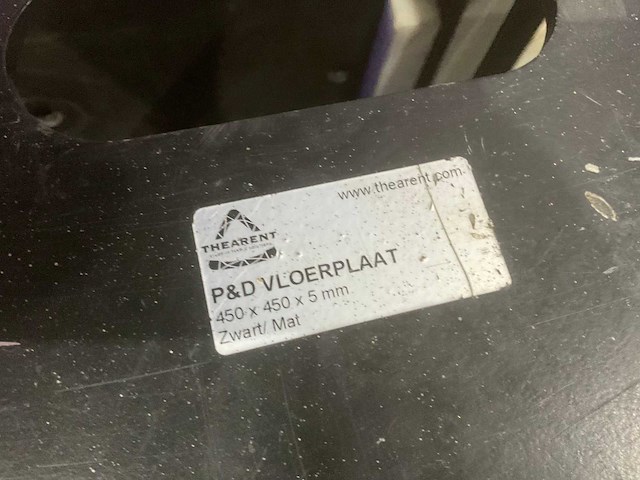 www.thearent.com
THEARENT
P&D VLOERPLAAT
450 x 450 x 5 mm
Zwart/ Mat